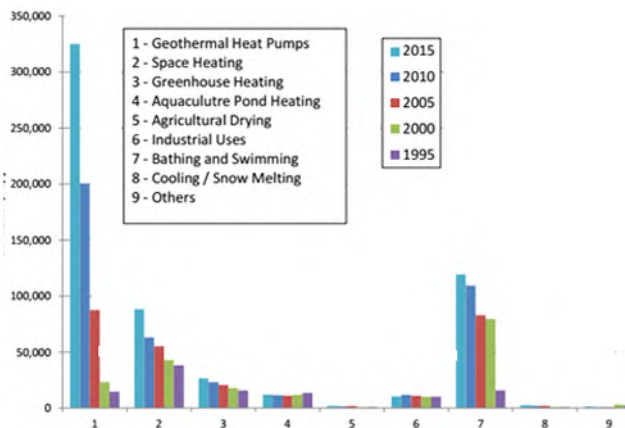 350,000
300,000
250,000
200,000
150,000
100,000
50,000
0
1 - Geothermal Heat Pumps
2 - Space Heating
3 - Greenhouse Heating
4 - Aquaculutre Pond Heating
5 - Agricultural Drying
6 - Industrial Uses
7 - Bathing and Swimming
8 - Cooling / Snow Melting
9 - Others
2015
2010
2005
2000
1995
1 2 3 4 5 6 7 8 9